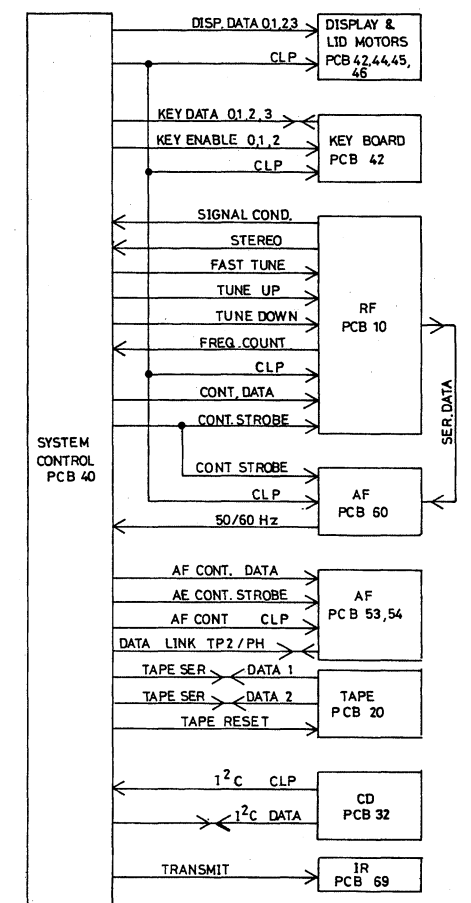 DISP. DATA 0,1,2,3
DISPLAY &
LID MOTORS
PCB 42,44,45,
46
CLP
KEY DATA 0,1,2,3
KEY ENABLE 0,1,2
CLP
KEY BOARD
PCB 42
SIGNAL COND.
STEREO
FAST TUNE
TUNE UP
TUNE DOWN
FREQ. COUNT
CLP
CONT. DATA
CONT. STROBE
RF
PCB 10
SER. DATA
SYSTEM
CONTROL
PCB 40
CONT STROBE
CLP
50/60 Hz
AF
PCB 60
AF CONT. DATA
AE CONT. STROBE
AF CONT CLP
DATA LINK TP2/PH
AF
PCB 53,54
TAPE SER DATA 1
TAPE SER DATA 2
TAPE RESET
TAPE
PCB 20
I²C CLP
I²C DATA
CD
PCB 32
TRANSMIT
IR
PCB 69